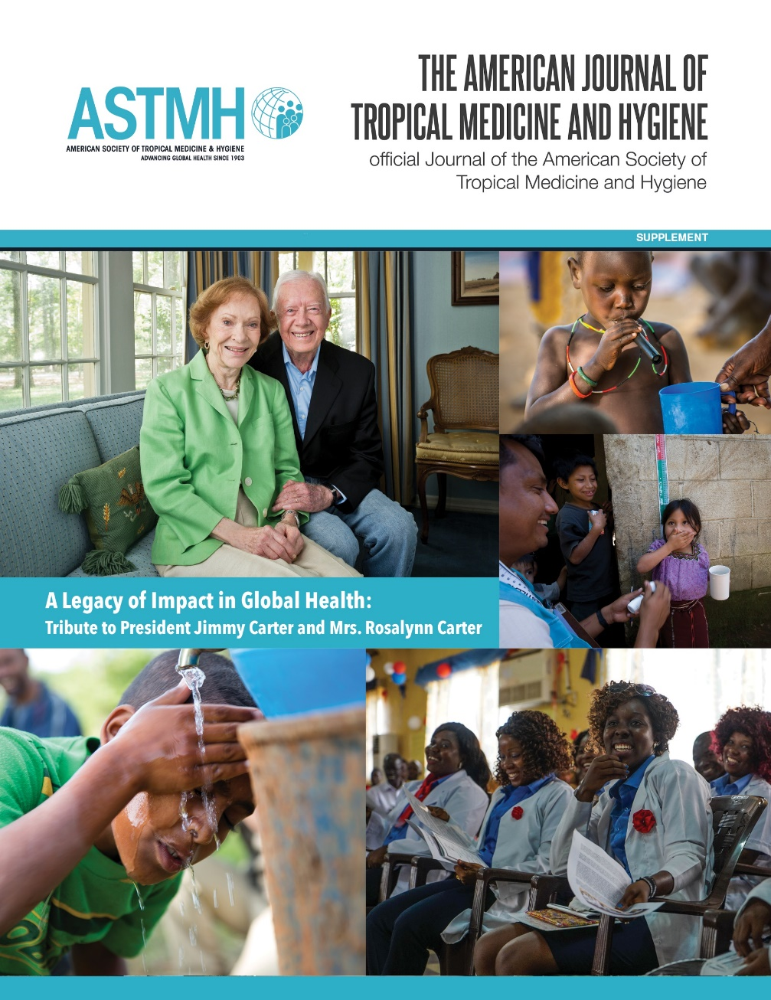 ASTMH
AMERICAN SOCIETY OF TROPICAL MEDICINE & HYGIENE
ADVANCING GLOBAL HEALTH SINCE 1903
THE AMERICAN JOURNAL OF
TROPICAL MEDICINE AND HYGIENE
official Journal of the American Society of
Tropical Medicine and Hygiene
SUPPLEMENT
A Legacy of Impact in Global Health:
Tribute to President Jimmy Carter and Mrs. Rosalynn Carter